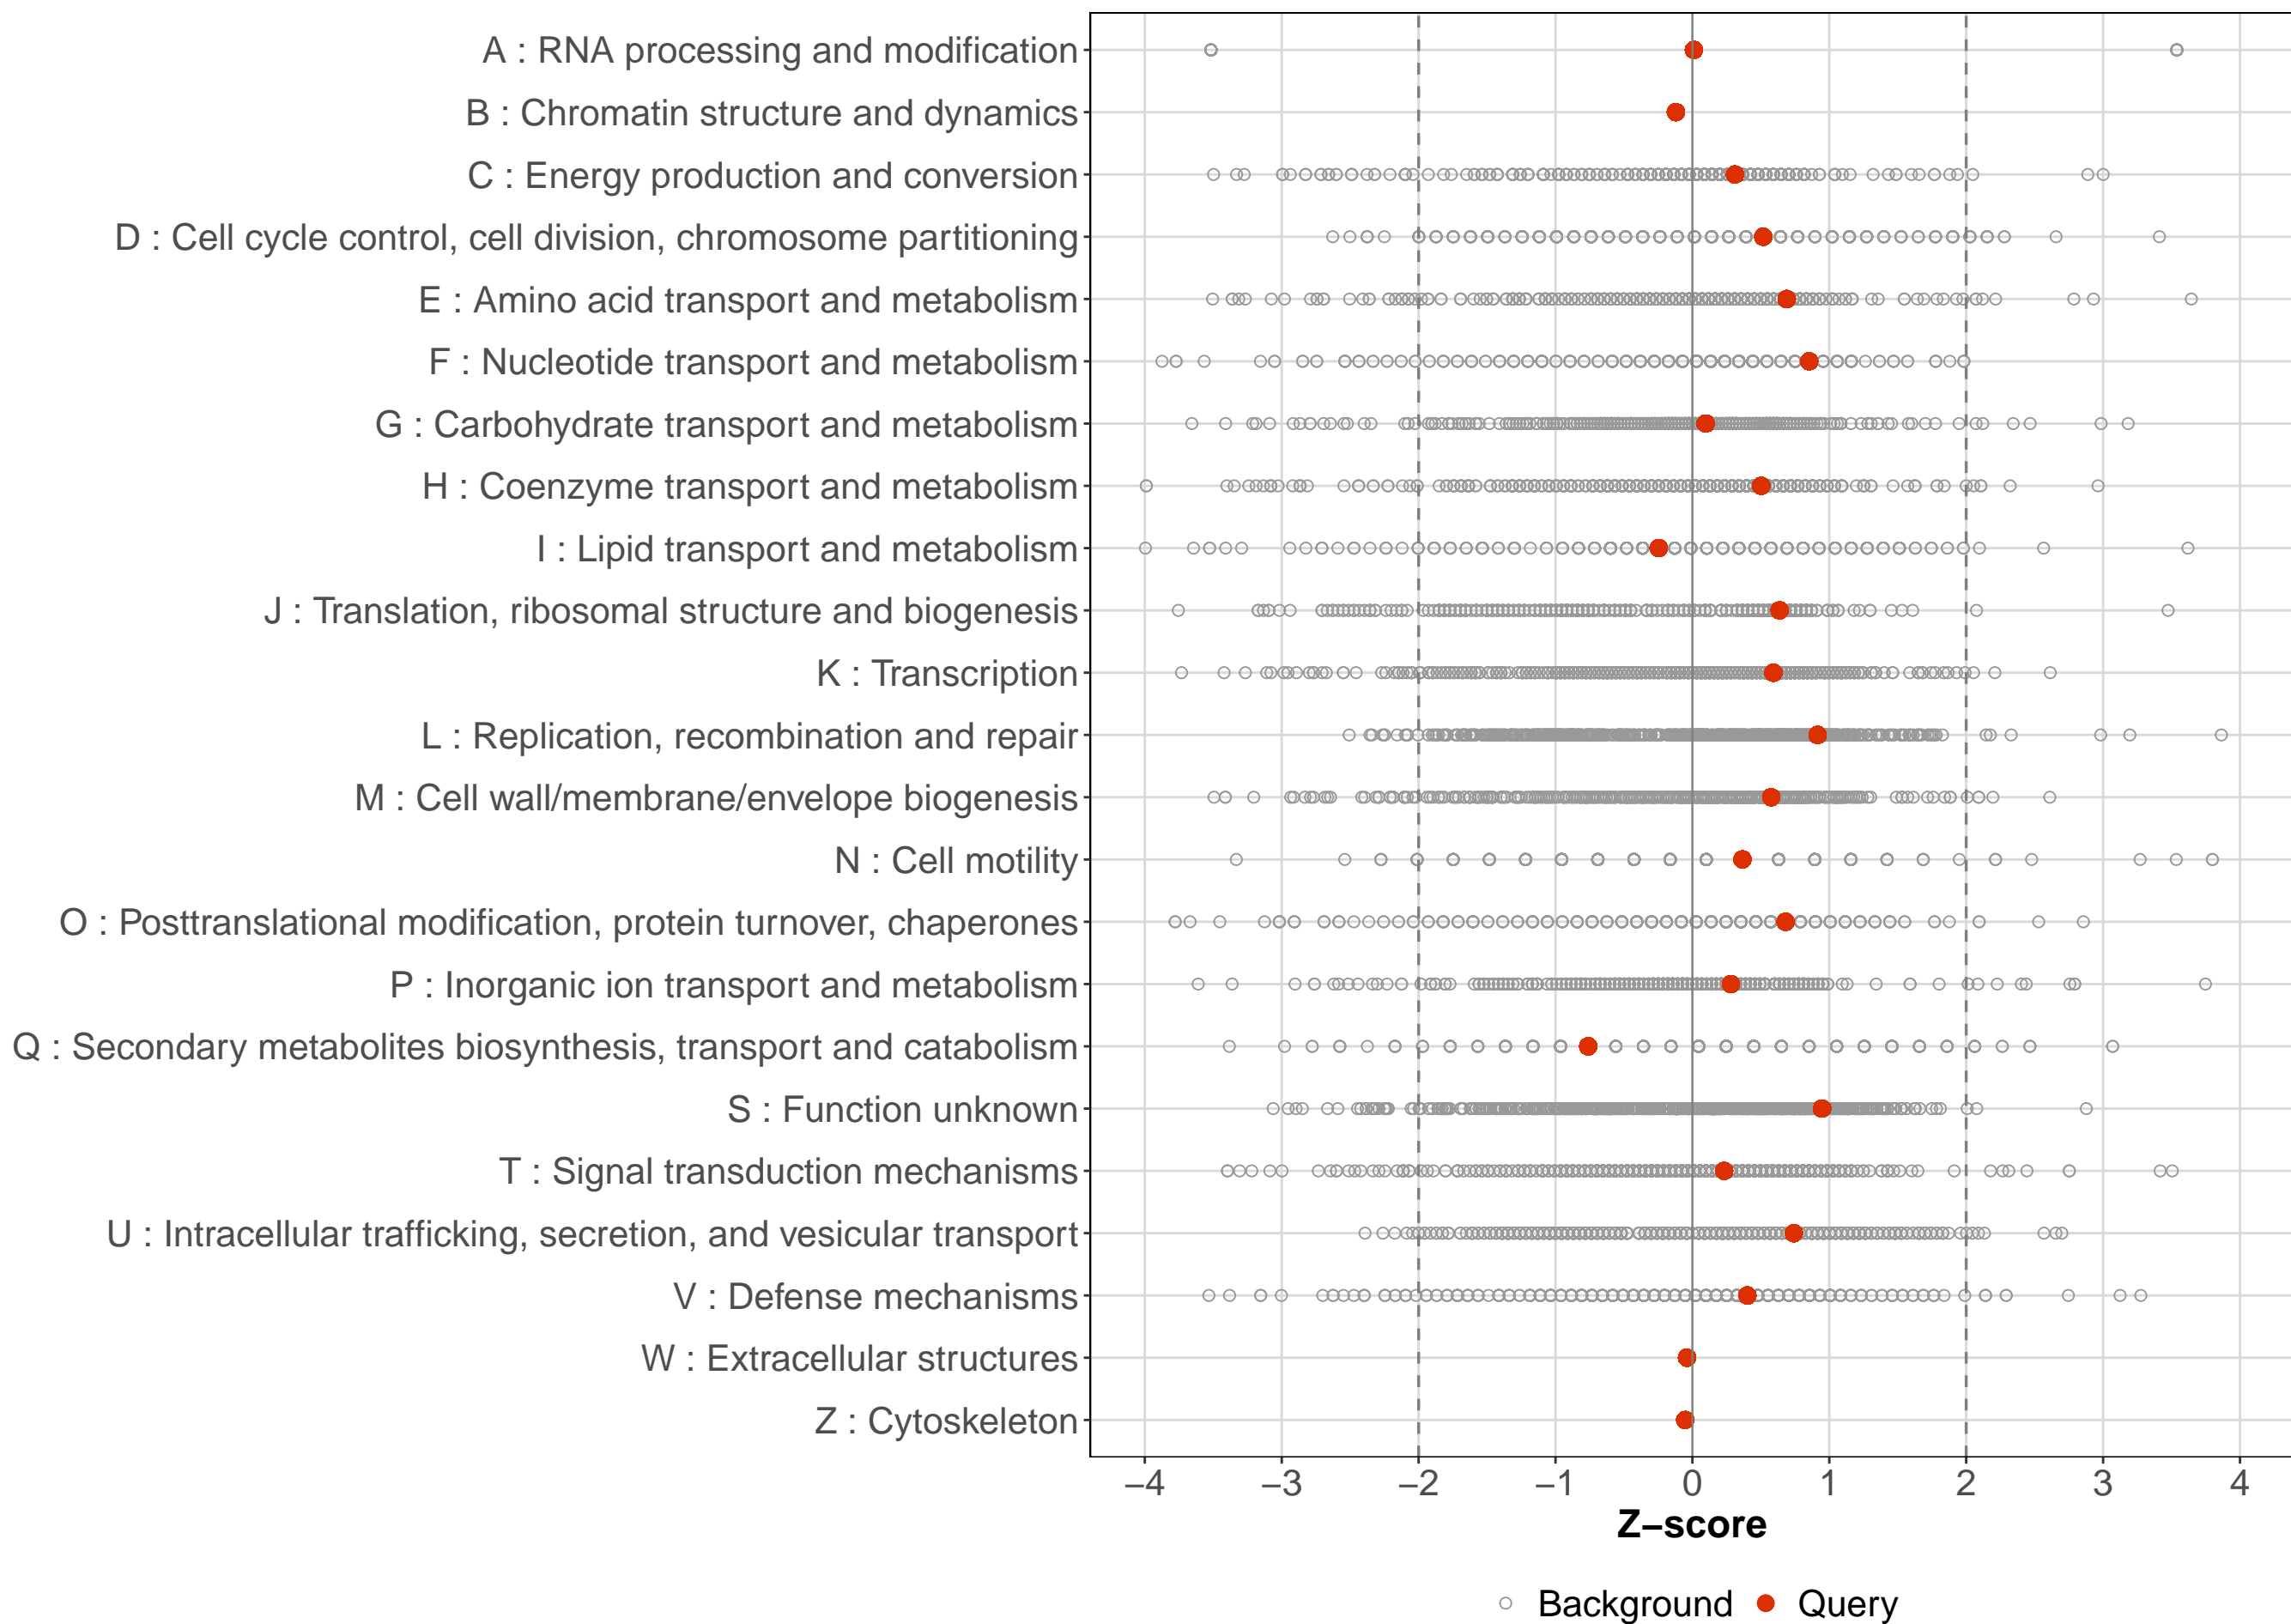 A : RNA processing and modification
B : Chromatin structure and dynamics
C : Energy production and conversion
D : Cell cycle control, cell division, chromosome partitioning
E : Amino acid transport and metabolism
F : Nucleotide transport and metabolism
G : Carbohydrate transport and metabolism
H : Coenzyme transport and metabolism
I : Lipid transport and metabolism
J : Translation, ribosomal structure and biogenesis
K : Transcription
L : Replication, recombination and repair
M : Cell wall/membrane/envelope biogenesis
N : Cell motility
O : Posttranslational modification, protein turnover, chaperones
P : Inorganic ion transport and metabolism
Q : Secondary metabolites biosynthesis, transport and catabolism
S : Function unknown
T : Signal transduction mechanisms
U : Intracellular trafficking, secretion, and vesicular transport
V : Defense mechanisms
W : Extracellular structures
Z : Cytoskeleton
−4 −3 −2 −1 0 1 2 3 4
Z−score
Background Query